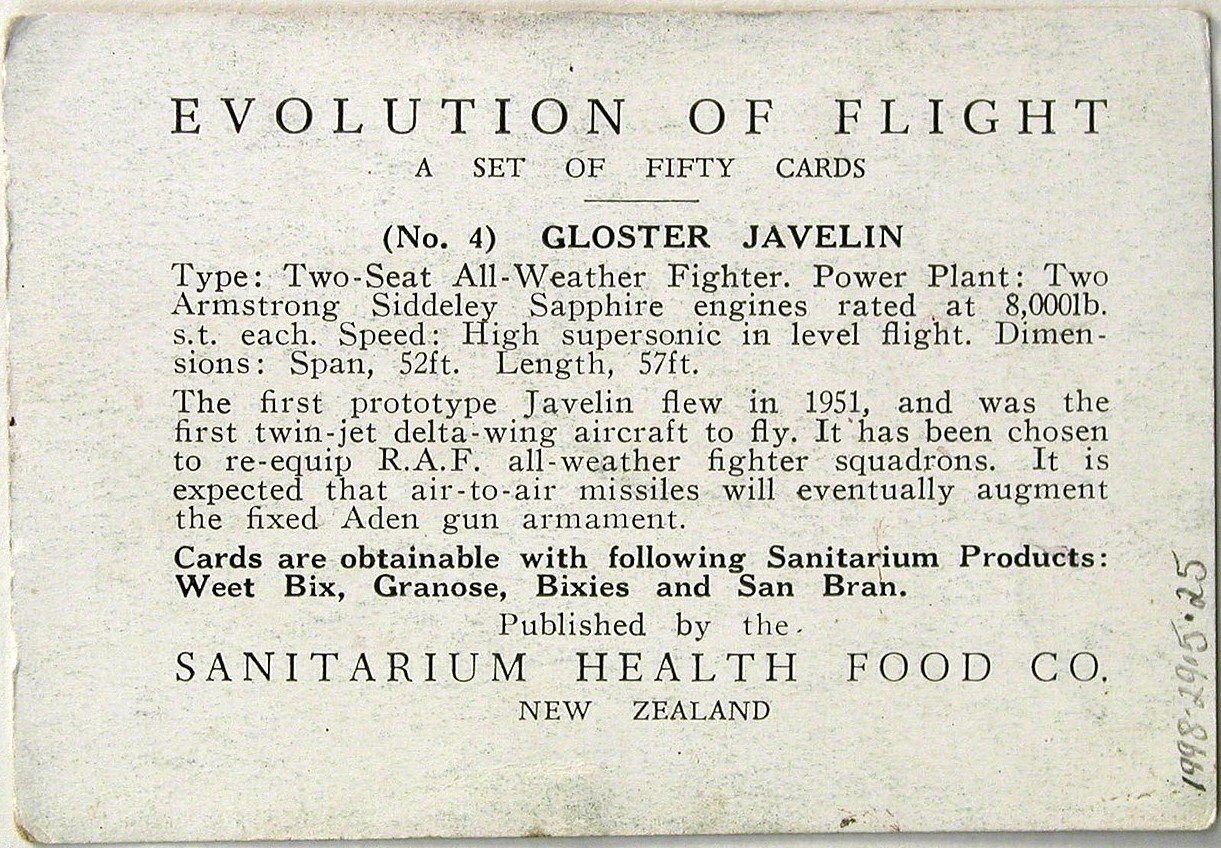 EVOLUTION OF FLIGHT
A SET OF FIFTY CARDS
(No. 4) GLOSTER JAVELIN
Type: Two-Seat All-Weather Fighter. Power Plant: Two
Armstrong Siddeley Sapphire engines rated at 8,000lb.
s.t. each. Speed: High supersonic in level flight. Dimen-
sions: Span, 52ft. Length, 57ft.
The first prototype Javelin flew in 1951, and was the
first twin-jet delta-wing aircraft to fly. It has been chosen
to re-equip R.A.F. all-weather fighter squadrons. It is
expected that air-to-air missiles will eventually augment
the fixed Aden gun armament.
Cards are obtainable with following Sanitarium Products:
Weet Bix, Granose, Bixies and San Bran.
Published by the
SANITARIUM HEALTH FOOD CO.
NEW ZEALAND
1998·29·5·25